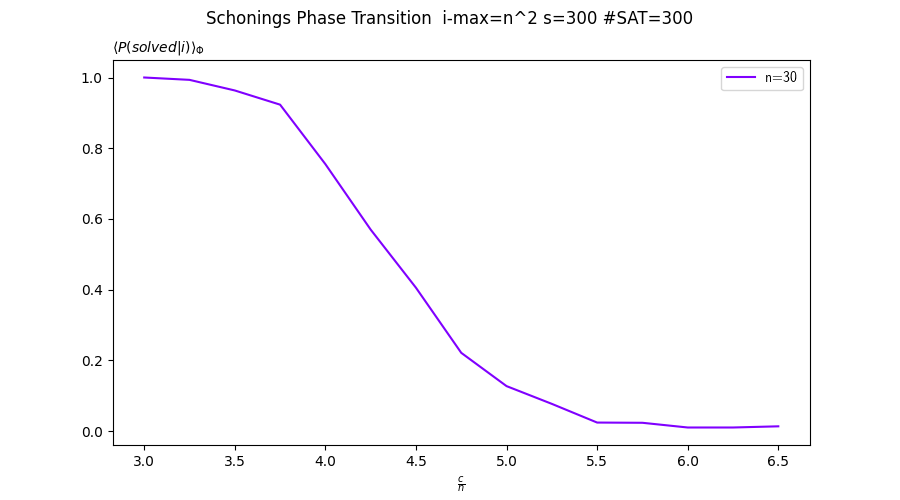 Schonings Phase Transition  i-max=n^2 s=300 #SAT=300
⟨P(solved|i)⟩Φ
n=30
1.0
0.8
0.6
0.4
0.2
0.0
3.0 3.5 4.0 4.5 5.0 5.5 6.0 6.5
c/n